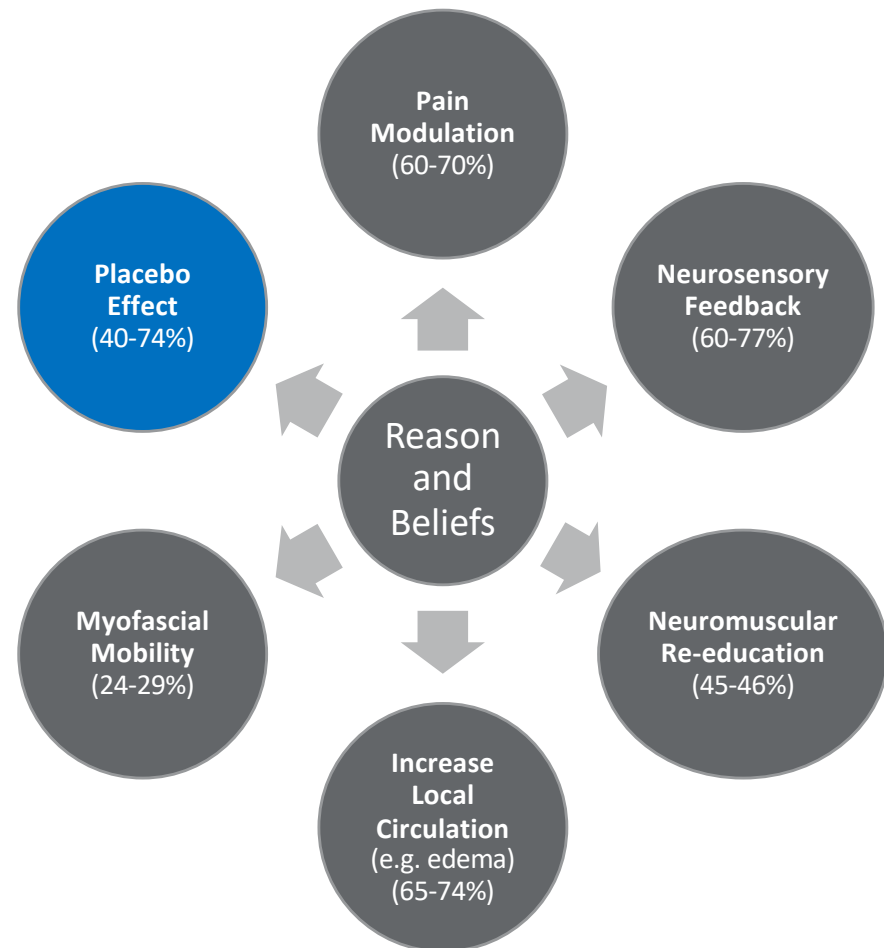 Pain
Modulation
(60-70%)
Placebo
Effect
(40-74%)
Neurosensory
Feedback
(60-77%)
Reason
and
Beliefs
Myofascial
Mobility
(24-29%)
Neuromuscular
Re-education
(45-46%)
Increase
Local
Circulation
(e.g. edema)
(65-74%)